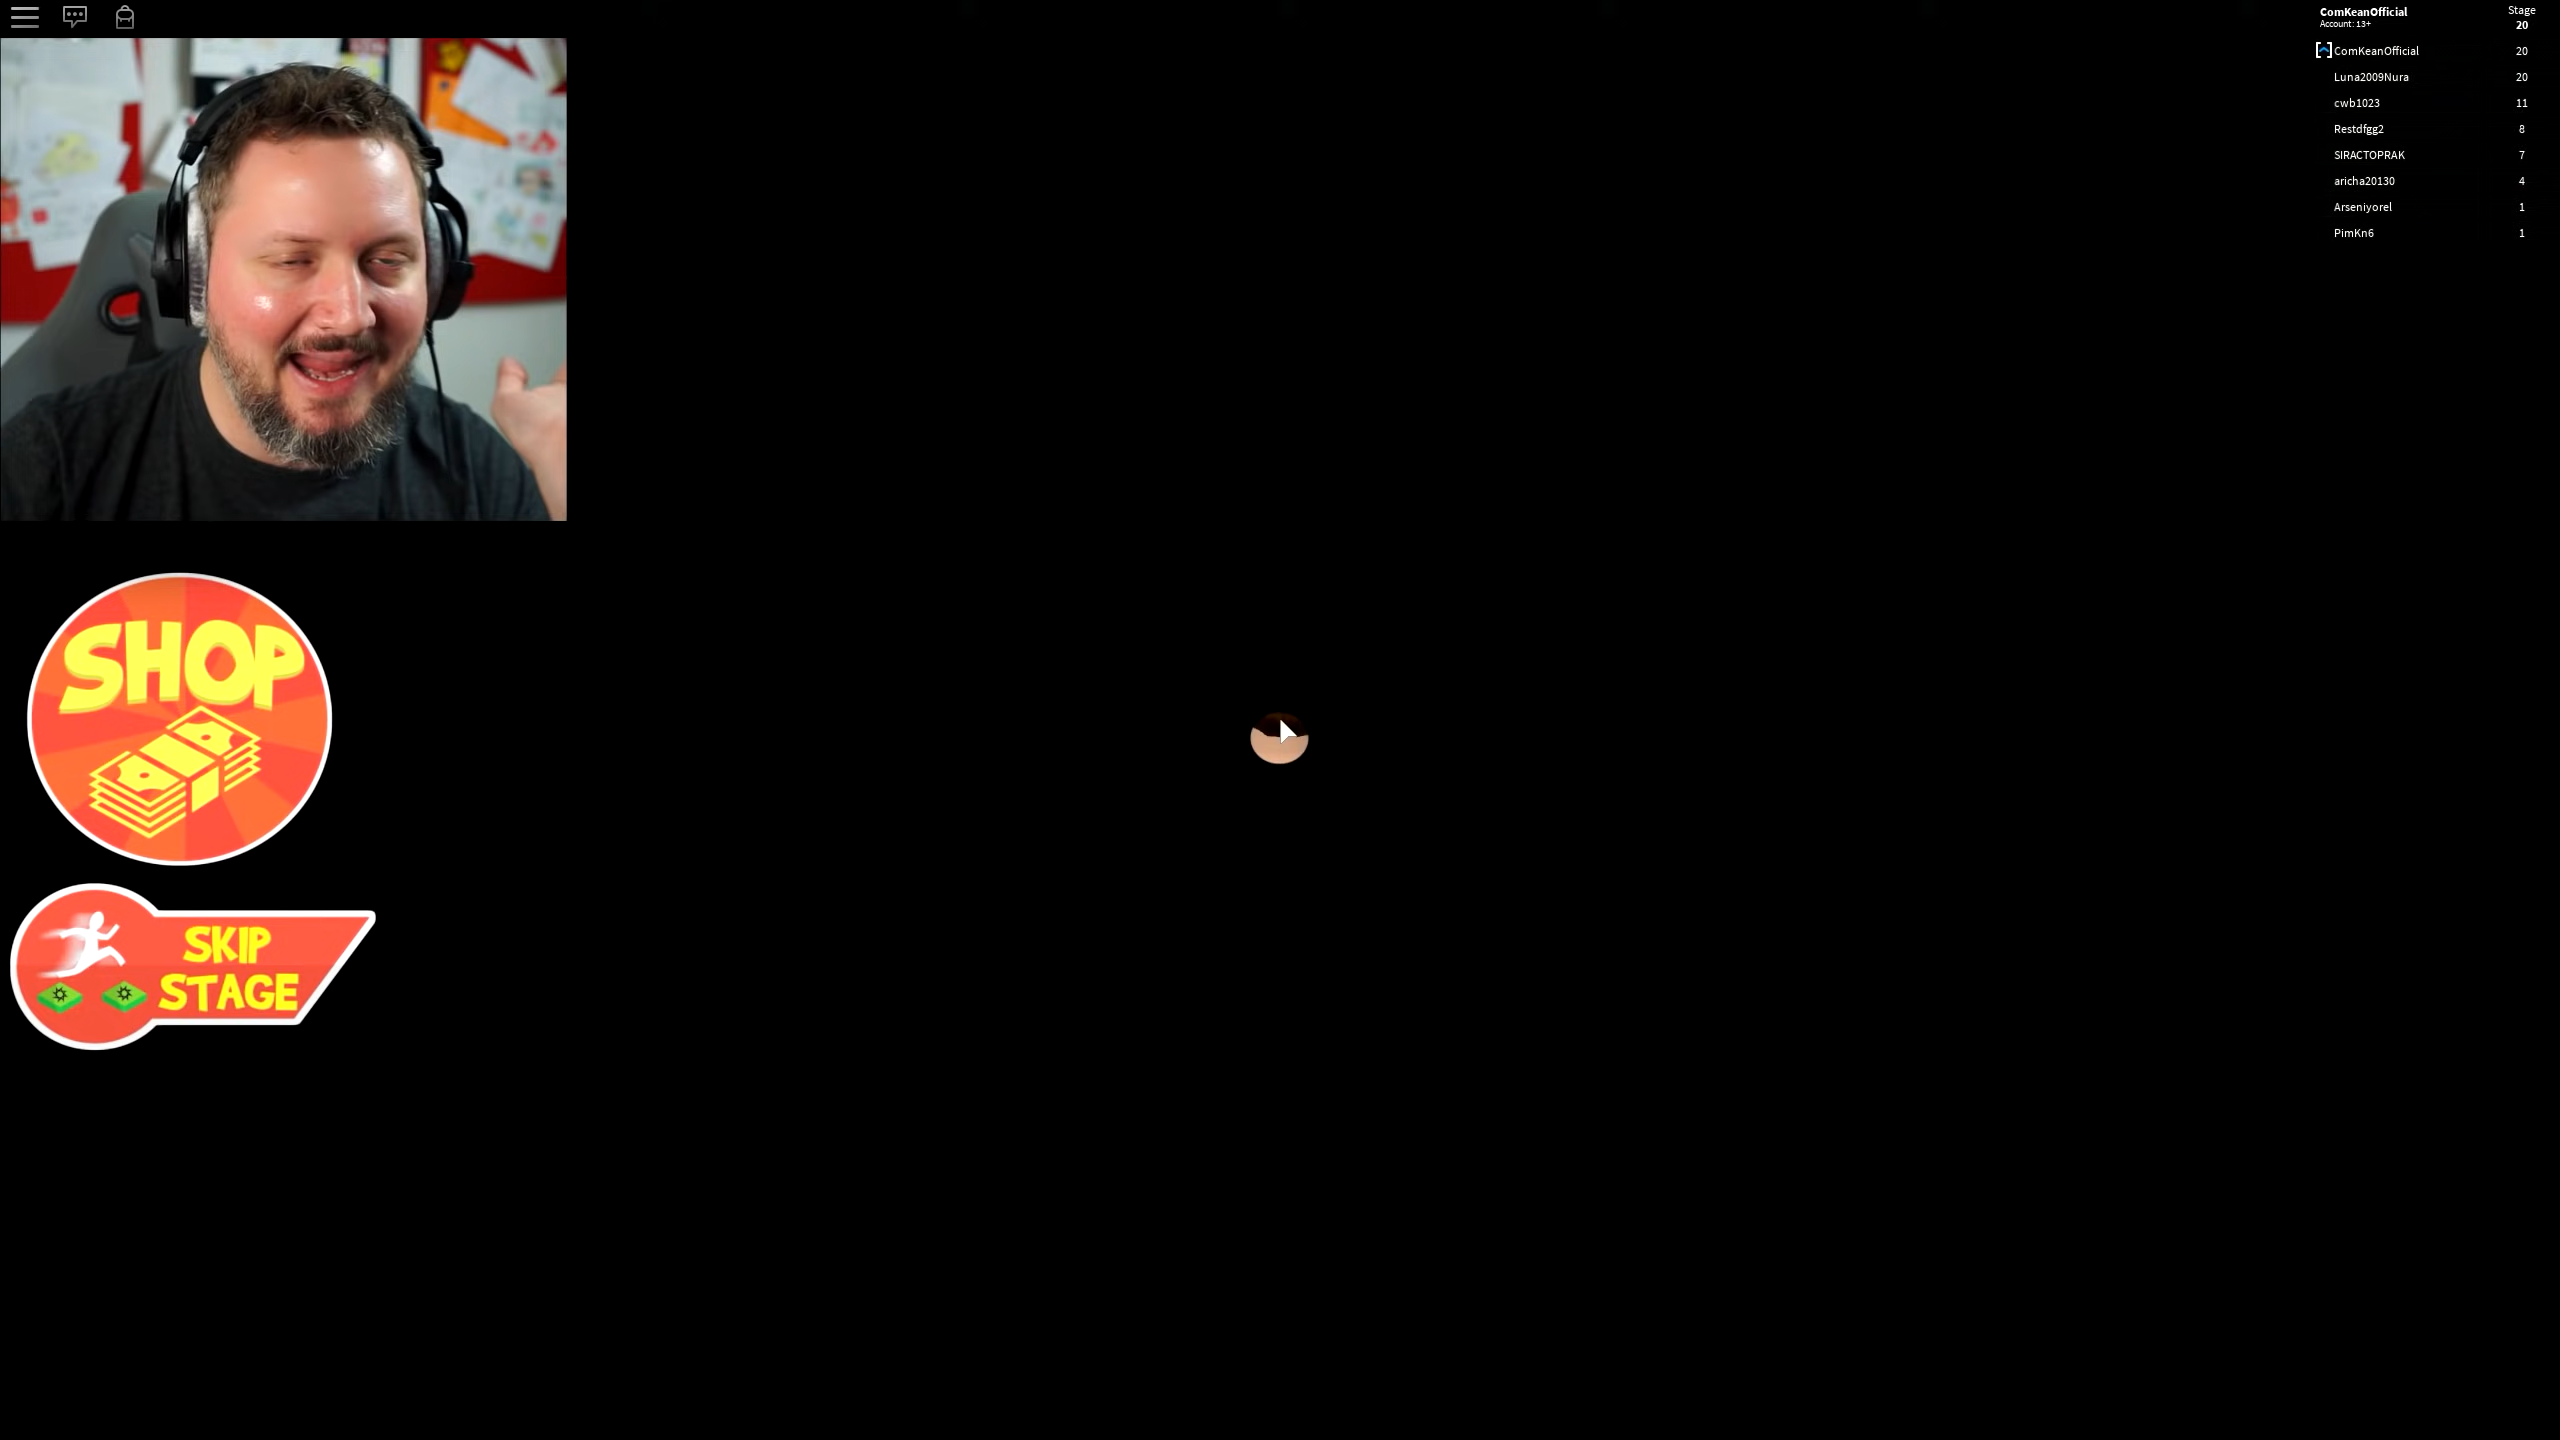 ComKeanOfficial Stage
Account: 13+ 20
ComKeanOfficial 20
Luna2009Nura 20
cwb1023 11
Restdfgg2 8
SIRACTOPRAK 7
aricha20130 4
Arseniyorel 1
PimKn6 1
SHOP
SKIP
STAGE